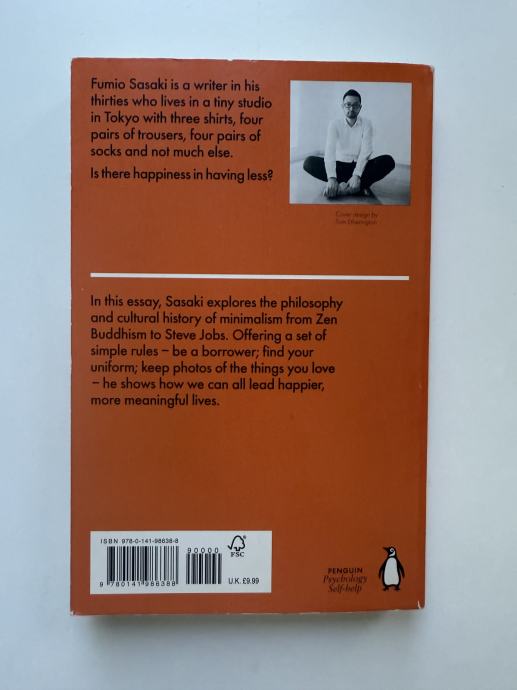 Fumio Sasaki is a writer in his
thirties who lives in a tiny studio
in Tokyo with three shirts, four
pairs of trousers, four pairs of
socks and not much else.
Is there happiness in having less?
Cover design by
Tom Etherington
In this essay, Sasaki explores the philosophy
and cultural history of minimalism from Zen
Buddhism to Steve Jobs. Offering a set of
simple rules – be a borrower; find your
uniform; keep photos of the things you love
– he shows how we can all lead happier,
more meaningful lives.
ISBN 978-0-141-98638-8
90000
FSC
9 780141 986388
U.K. £9.99
PENGUIN
Psychology
Self-help